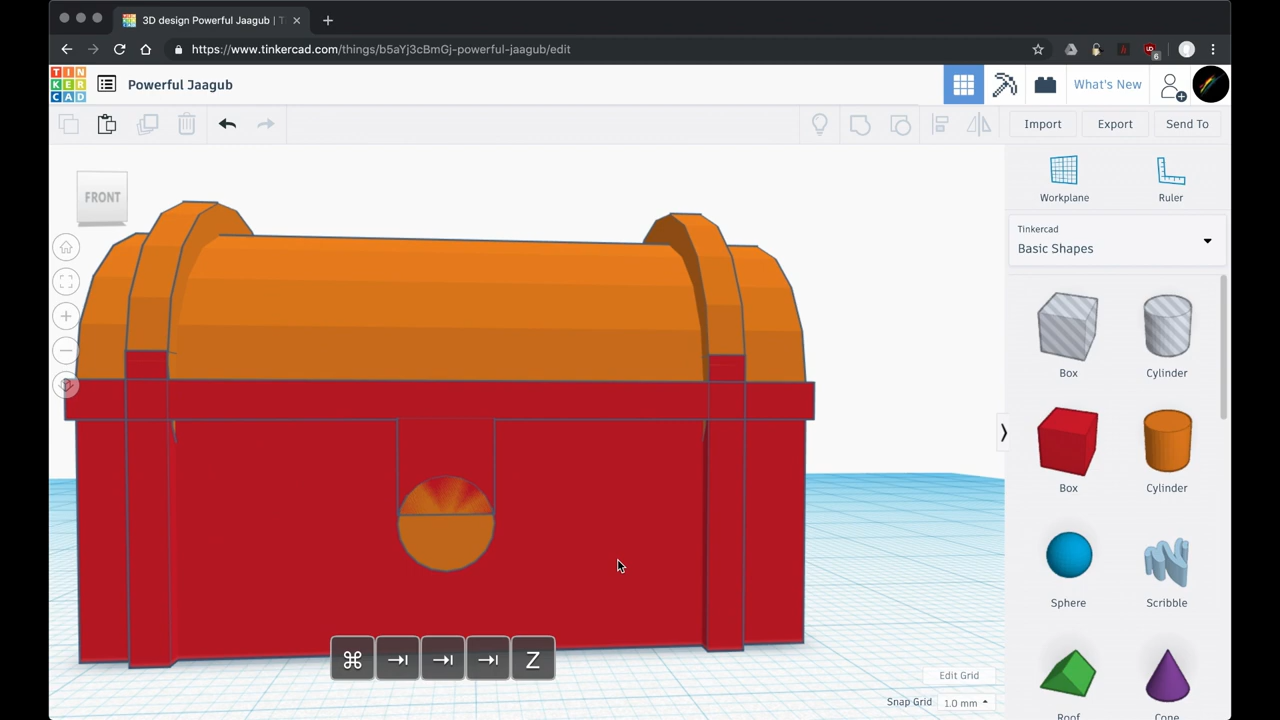 3D design Powerful Jaagub | T
https://www.tinkercad.com/things/b5aYj3cBmGj-powerful-jaagub/edit
6
TIN
KER
CAD
Powerful Jaagub
What's New
Import
Export
Send To
FRONT
Workplane
Ruler
Tinkercad
Basic Shapes
Box
Cylinder
Box
Cylinder
Sphere
Scribble
Roof
Cone
⌘ ⇥ ⇥ ⇥ Z
Edit Grid
Snap Grid 1.0 mm